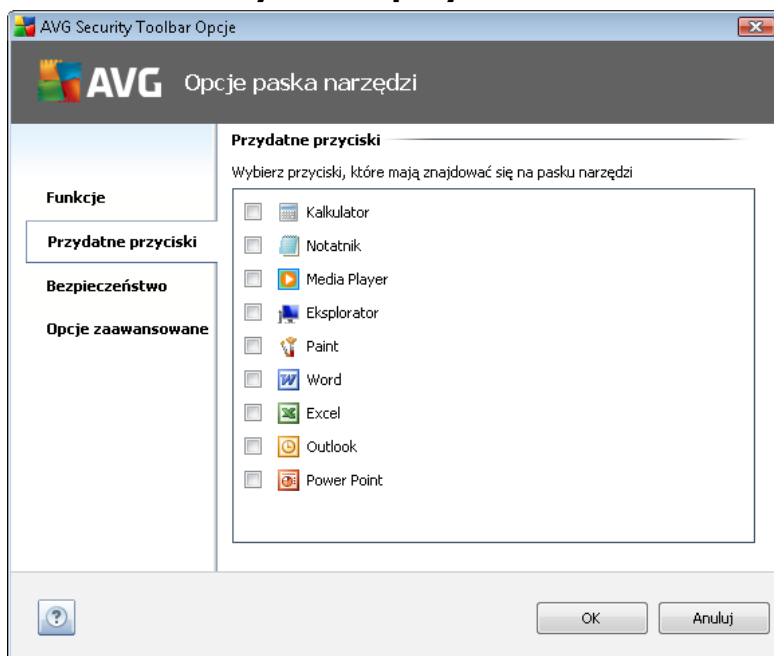 AVG Security Toolbar Opcje
AVG Opcje paska narzędzi
Funkcje
Przydatne przyciski
Bezpieczeństwo
Opcje zaawansowane
Przydatne przyciski
Wybierz przyciski, które mają znajdować się na pasku narzędzi
Kalkulator
Notatnik
Media Player
Eksplorator
Paint
Word
Excel
Outlook
Power Point
?
OK
Anuluj